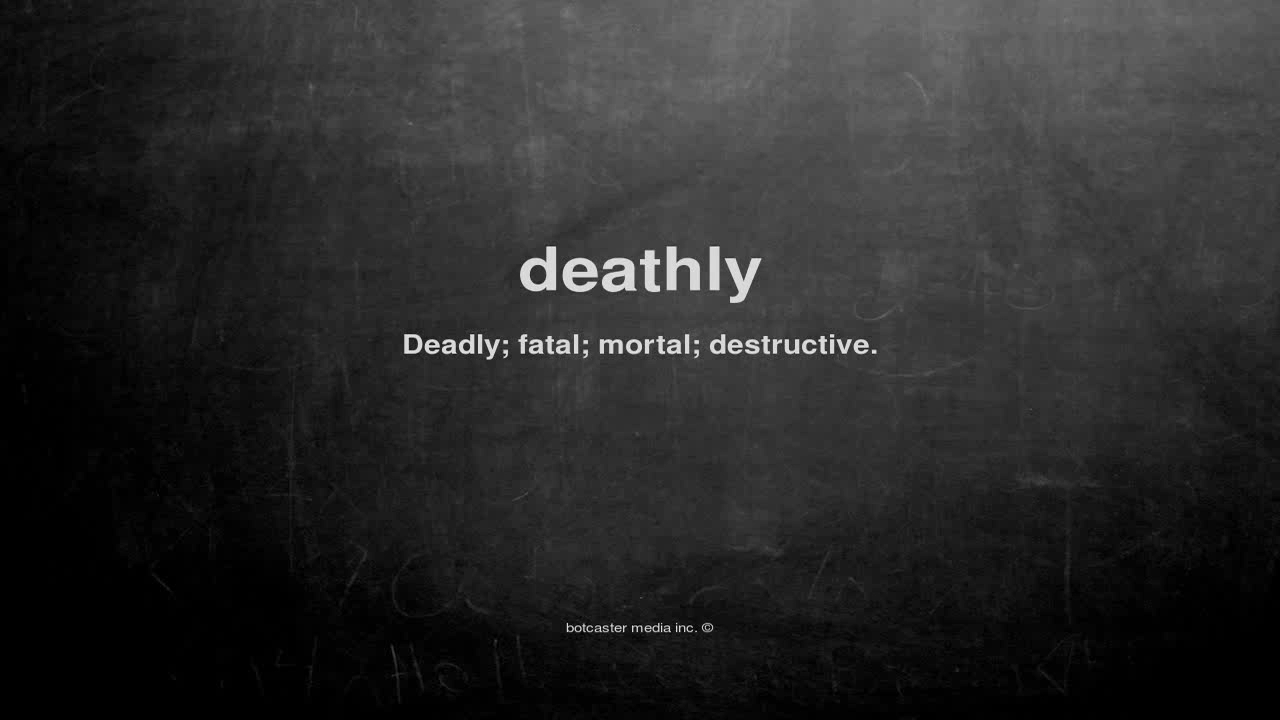 deathly
Deadly; fatal; mortal; destructive.
botcaster media inc. ©